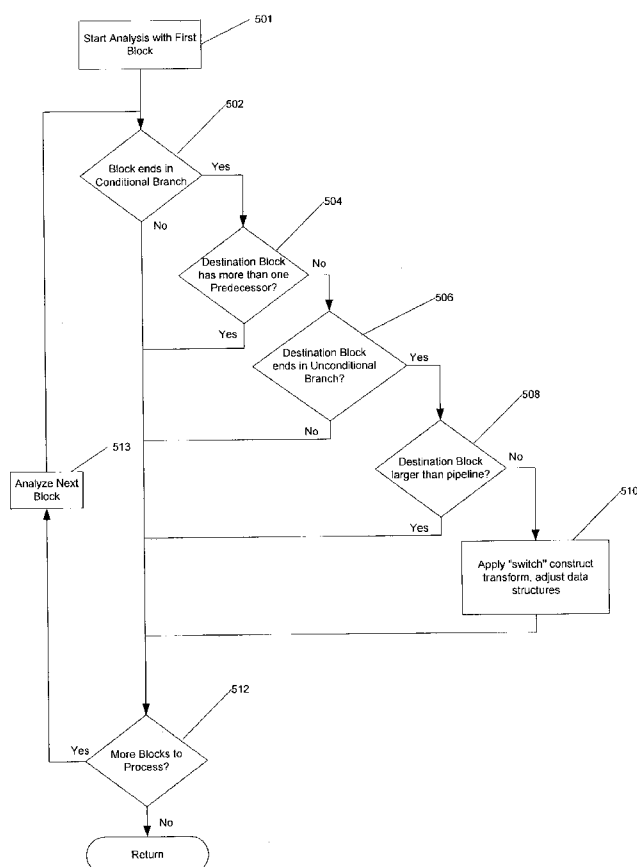 Start Analysis with First
Block
501
502
Block ends in
Conditional Branch
Yes
No
504
Destination Block
has more than one
Predecessor?
No
Yes
506
Destination Block
ends in Unconditional
Branch?
Yes
No
508
Destination Block
larger than pipeline?
No
Yes
510
Apply "switch" construct
transform, adjust data
structures
513
Analyze Next
Block
512
More Blocks to
Process?
Yes
No
Return